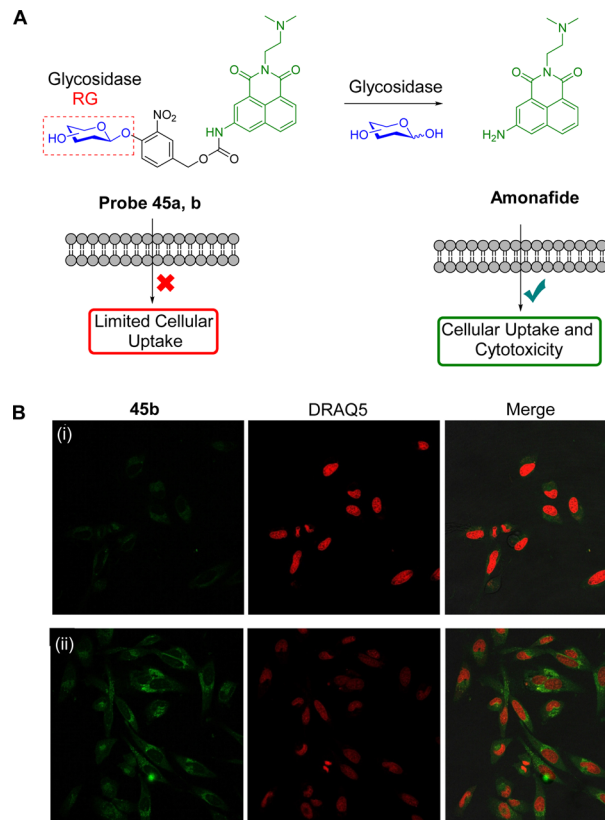 A
Glycosidase
RG
HO
O
O
NO₂
HN
O
O
O
N
O
N
Glycosidase
HO
O
OH
N
O
N
O
H₂N
Probe 45a, b
Amonafide
Limited Cellular
Uptake
Cellular Uptake and
Cytotoxicity
B
45b
DRAQ5
Merge
(i)
(ii)